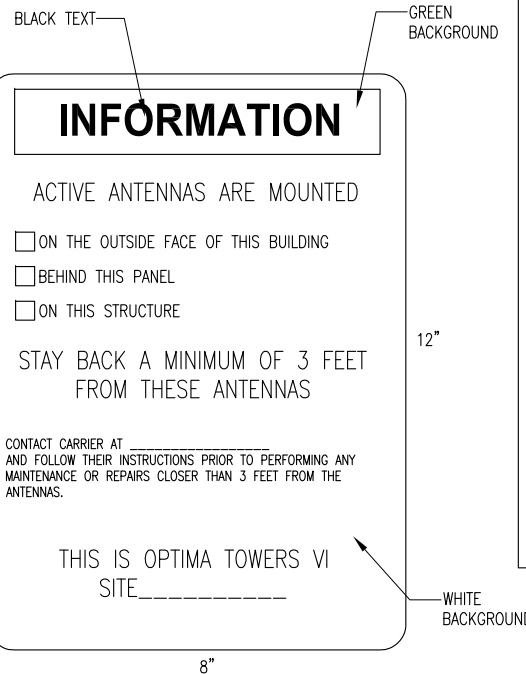 BLACK TEXT
GREEN
BACKGROUND
INFORMATION
ACTIVE ANTENNAS ARE MOUNTED
ON THE OUTSIDE FACE OF THIS BUILDING
BEHIND THIS PANEL
ON THIS STRUCTURE
12"
STAY BACK A MINIMUM OF 3 FEET
FROM THESE ANTENNAS
CONTACT CARRIER AT _________________
AND FOLLOW THEIR INSTRUCTIONS PRIOR TO PERFORMING ANY
MAINTENANCE OR REPAIRS CLOSER THAN 3 FEET FROM THE
ANTENNAS.
THIS IS OPTIMA TOWERS VI
SITE__________
WHITE
BACKGROUND
8"